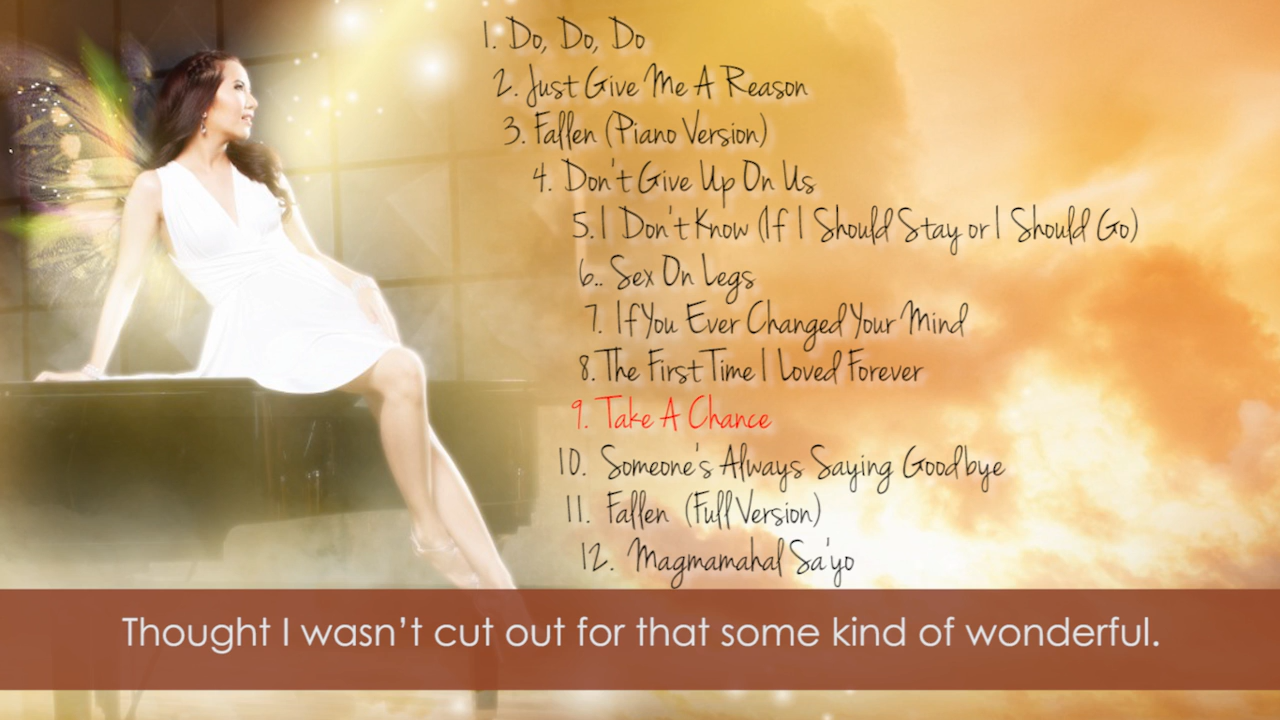 1. Do, Do, Do
2. Just Give Me A Reason
3. Fallen (Piano Version)
4. Don't Give Up On Us
5. I Don't Know (If I Should Stay or I Should Go)
6.. Sex On Legs
7. If You Ever Changed Your Mind
8. The First Time I Loved Forever
9. Take A Chance
10. Someone's Always Saying Goodbye
11. Fallen (Full Version)
12. Magmamahal Sa'yo
Thought I wasn't cut out for that some kind of wonderful.